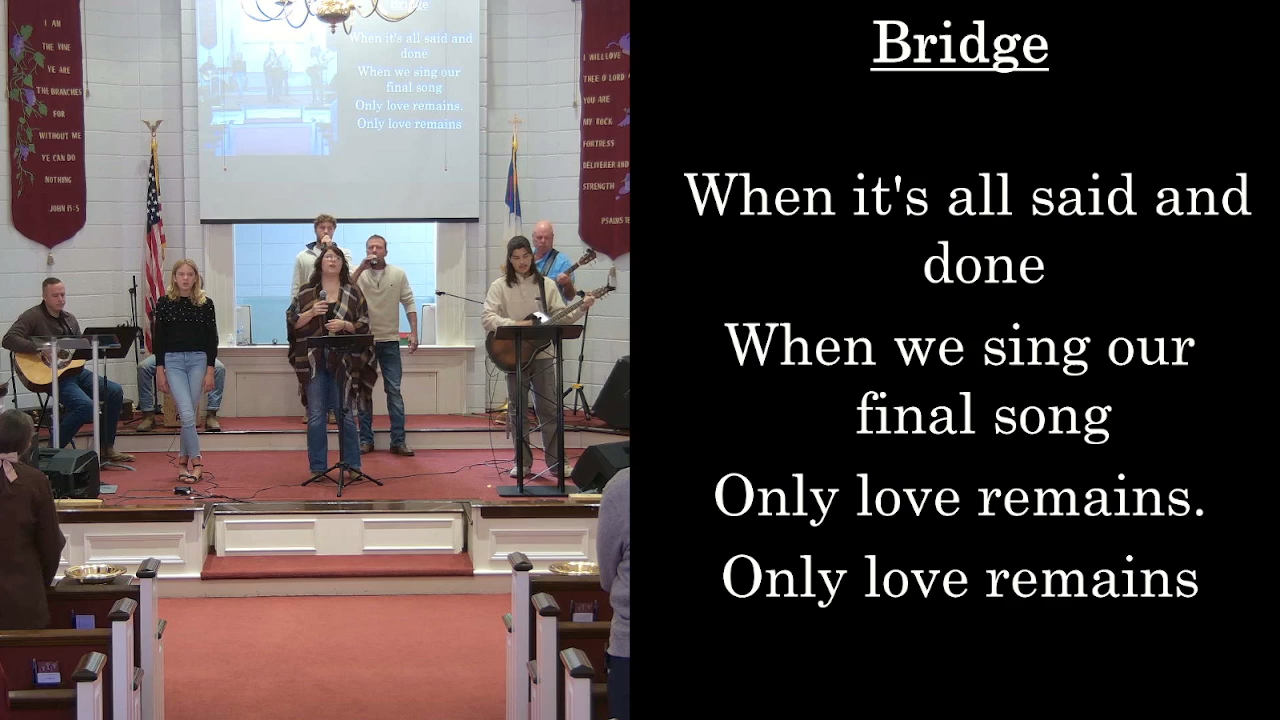 I AM
THE VINE
YE ARE
THE BRANCHES
FOR
WITHOUT ME
YE CAN DO
NOTHING
JOHN 15:5
Bridge
When it's all said and
done
When we sing our
final song
Only love remains.
Only love remains
I WILL LOVE
THEE O LORD
YOU ARE
MY ROCK
FORTRESS
DELIVERER AND
STRENGTH
PSALMS 18
Bridge
When it's all said and
done
When we sing our
final song
Only love remains.
Only love remains